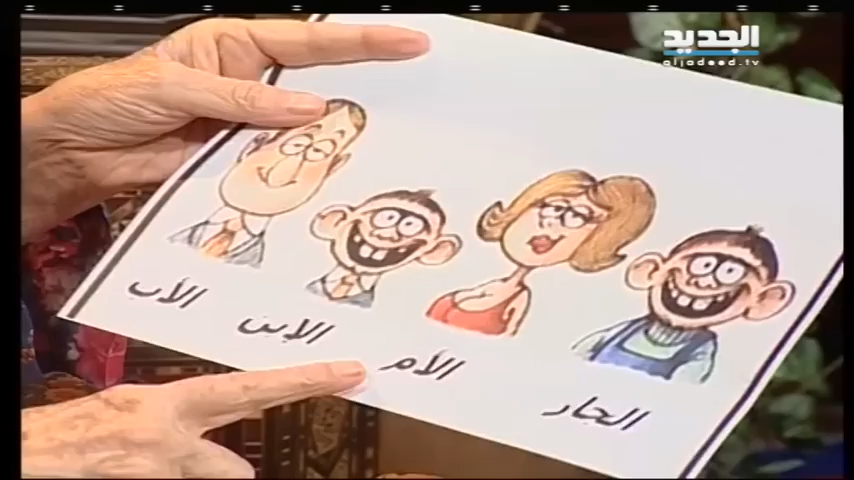 الجديد
aljadeed.tv
الأب
الإبن
الأم
الجار